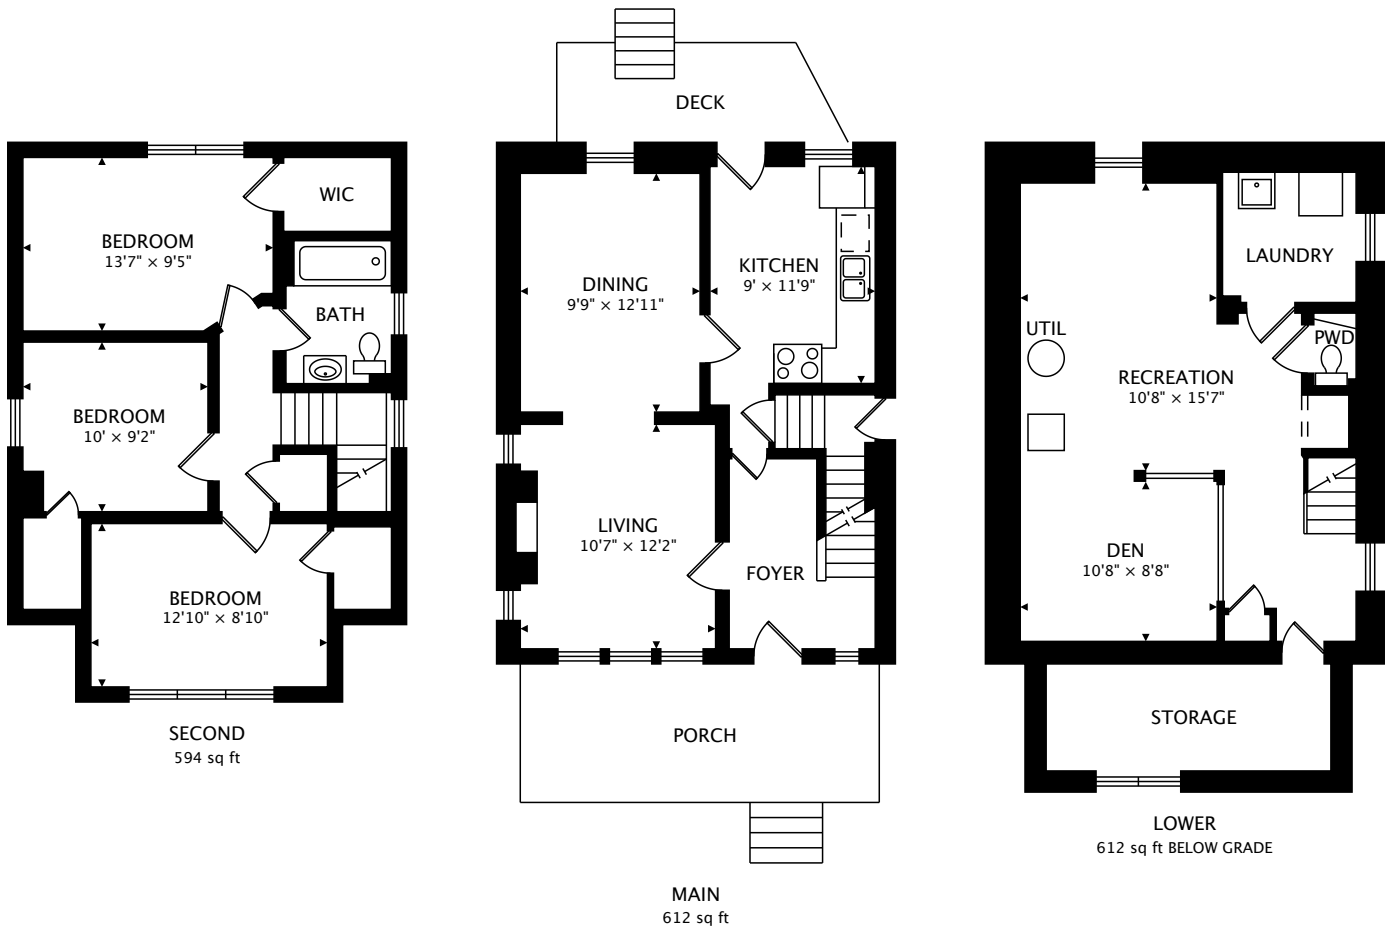 WIC
BEDROOM
13'7" × 9'5"
BATH
BEDROOM
10' × 9'2"
BEDROOM
12'10" × 8'10"
SECOND
594 sq ft
DECK
KITCHEN
9' × 11'9"
DINING
9'9" × 12'11"
LIVING
10'7" × 12'2"
FOYER
PORCH
MAIN
612 sq ft
LAUNDRY
UTIL
PWD
RECREATION
10'8" × 15'7"
DEN
10'8" × 8'8"
STORAGE
LOWER
612 sq ft BELOW GRADE